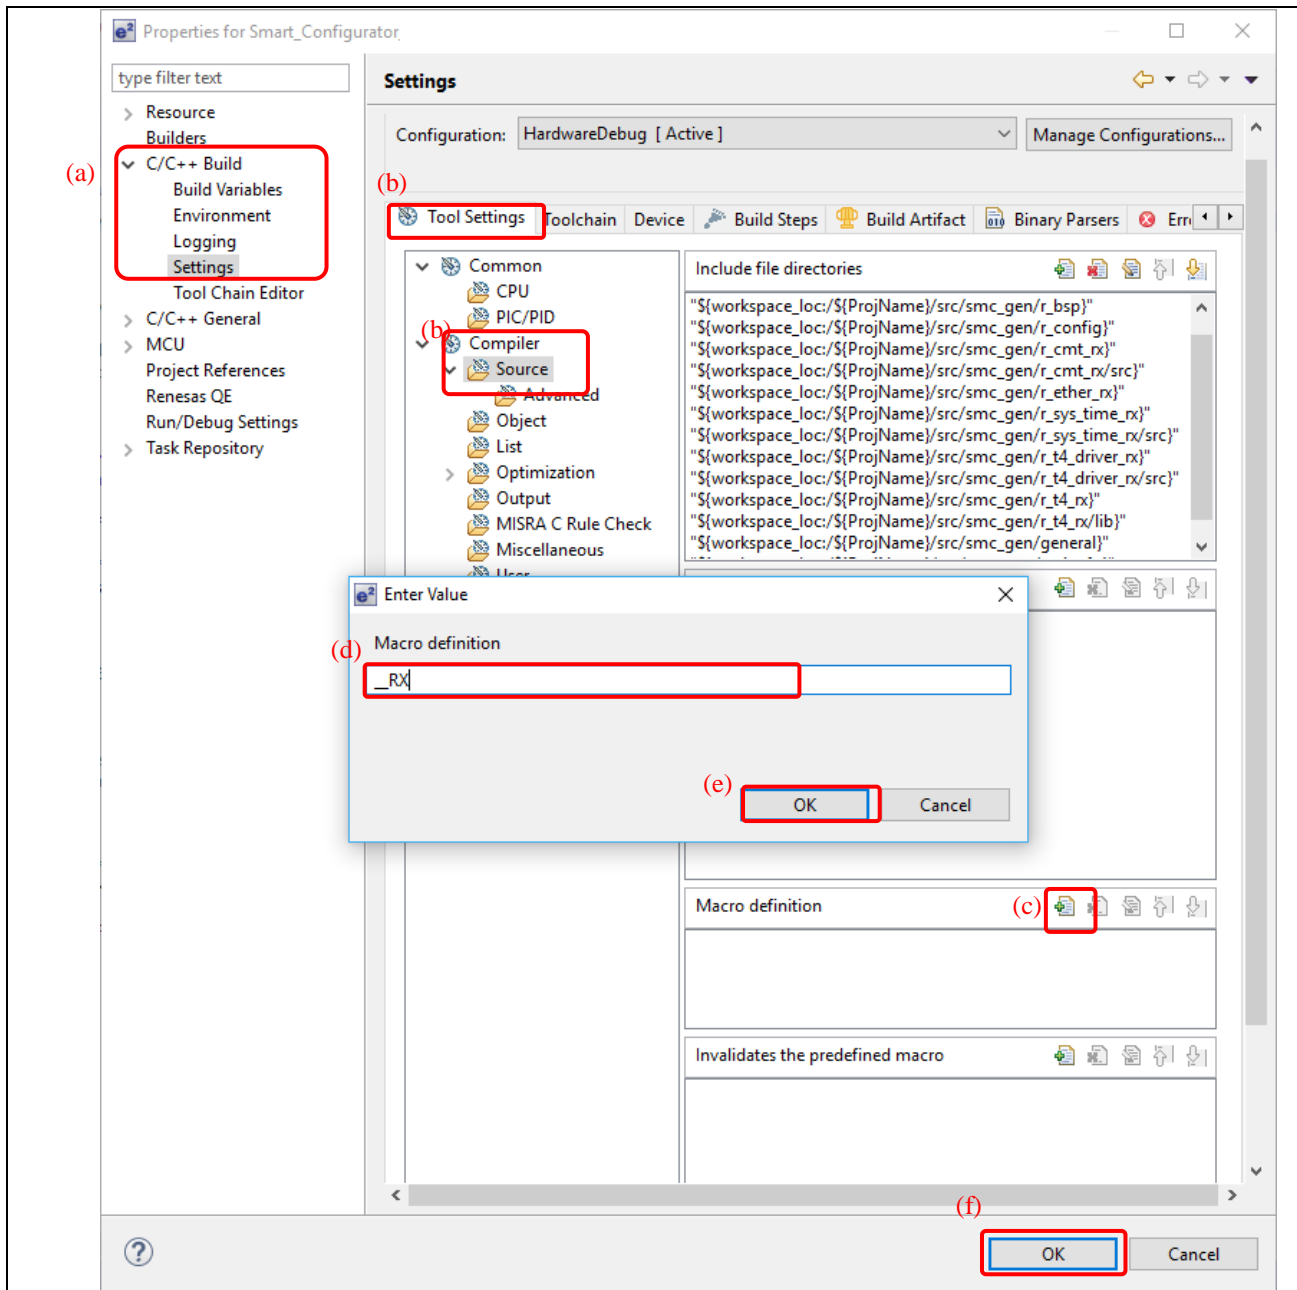 Properties for Smart_Configurator
type filter text
Resource
Builders
(a)
C/C++ Build
Build Variables
Environment
Logging
Settings
Tool Chain Editor
C/C++ General
MCU
Project References
Renesas QE
Run/Debug Settings
Task Repository
Settings
Configuration:
HardwareDebug [ Active ]
Manage Configurations...
(b)
Tool Settings
Toolchain
Device
Build Steps
Build Artifact
Binary Parsers
Common
CPU
PIC/PID
(b)
Compiler
Source
Advanced
Object
List
Optimization
Output
MISRA C Rule Check
Miscellaneous
User
Include file directories
"${workspace_loc:/${ProjName}/src/smc_gen/r_bsp}"
"${workspace_loc:/${ProjName}/src/smc_gen/r_config}"
"${workspace_loc:/${ProjName}/src/smc_gen/r_cmt_rx}"
"${workspace_loc:/${ProjName}/src/smc_gen/r_cmt_rx/src}"
"${workspace_loc:/${ProjName}/src/smc_gen/r_ether_rx}"
"${workspace_loc:/${ProjName}/src/smc_gen/r_sys_time_rx}"
"${workspace_loc:/${ProjName}/src/smc_gen/r_sys_time_rx/src}"
"${workspace_loc:/${ProjName}/src/smc_gen/r_t4_driver_rx}"
"${workspace_loc:/${ProjName}/src/smc_gen/r_t4_driver_rx/src}"
"${workspace_loc:/${ProjName}/src/smc_gen/r_t4_rx}"
"${workspace_loc:/${ProjName}/src/smc_gen/r_t4_rx/lib}"
"${workspace_loc:/${ProjName}/src/smc_gen/general}"
Enter Value
Macro definition
(d)
__RX
(e)
OK
Cancel
Macro definition
(c)
Invalidates the predefined macro
(f)
OK
Cancel